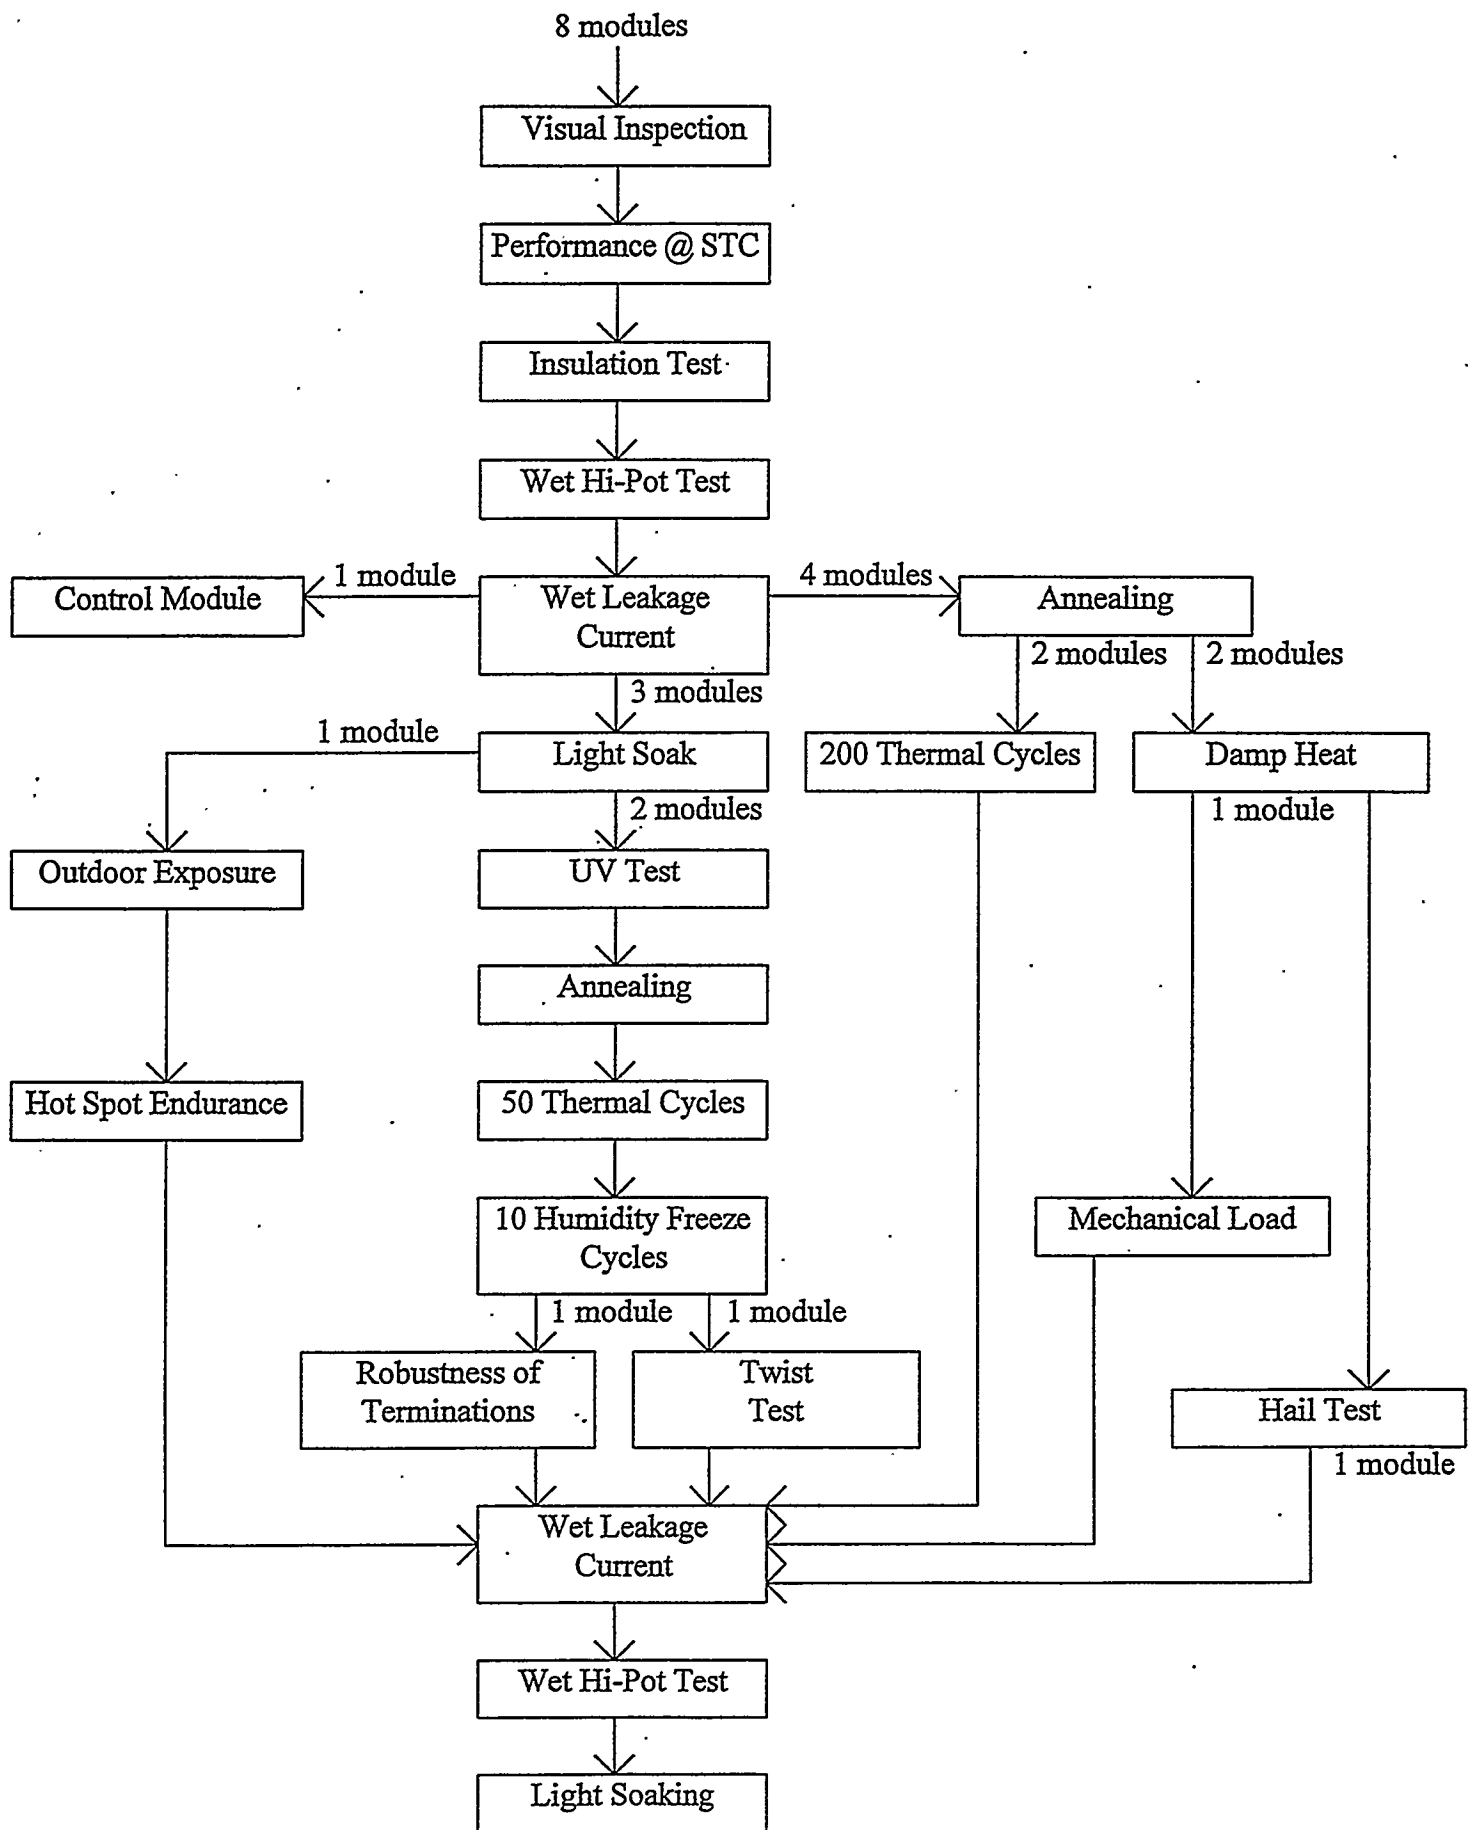 8 modules
Visual Inspection
Performance @ STC
Insulation Test
Wet Hi-Pot Test
1 module
4 modules
Control Module
Wet Leakage
Current
Annealing
2 modules
2 modules
3 modules
1 module
Light Soak
200 Thermal Cycles
Damp Heat
2 modules
1 module
Outdoor Exposure
UV Test
Annealing
Hot Spot Endurance
50 Thermal Cycles
10 Humidity Freeze
Cycles
Mechanical Load
1 module
1 module
Robustness of
Terminations
Twist
Test
Hail Test
1 module
Wet Leakage
Current
Wet Hi-Pot Test
Light Soaking